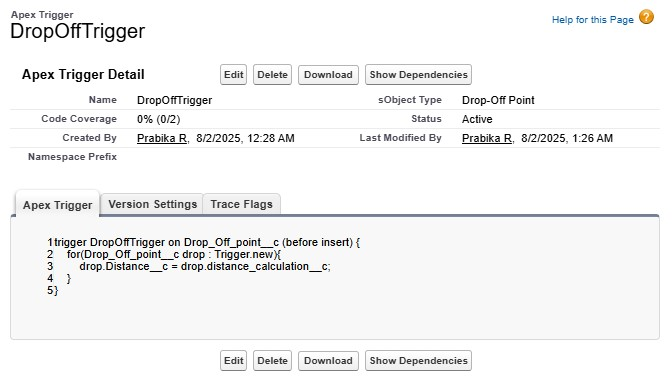 Apex Trigger
DropOffTrigger
Help for this Page ?
Apex Trigger Detail
Edit Delete Download Show Dependencies
Name DropOffTrigger sObject Type Drop-Off Point
Code Coverage 0% (0/2) Status Active
Created By Prabika R, 8/2/2025, 12:28 AM Last Modified By Prabika R, 8/2/2025, 1:26 AM
Namespace Prefix
Apex Trigger Version Settings Trace Flags
1 trigger DropOffTrigger on Drop_Off_point__c (before insert) {
2 for(Drop_Off_point__c drop : Trigger.new){
3 drop.Distance__c = drop.distance_calculation__c;
4 }
5 }
Edit Delete Download Show Dependencies